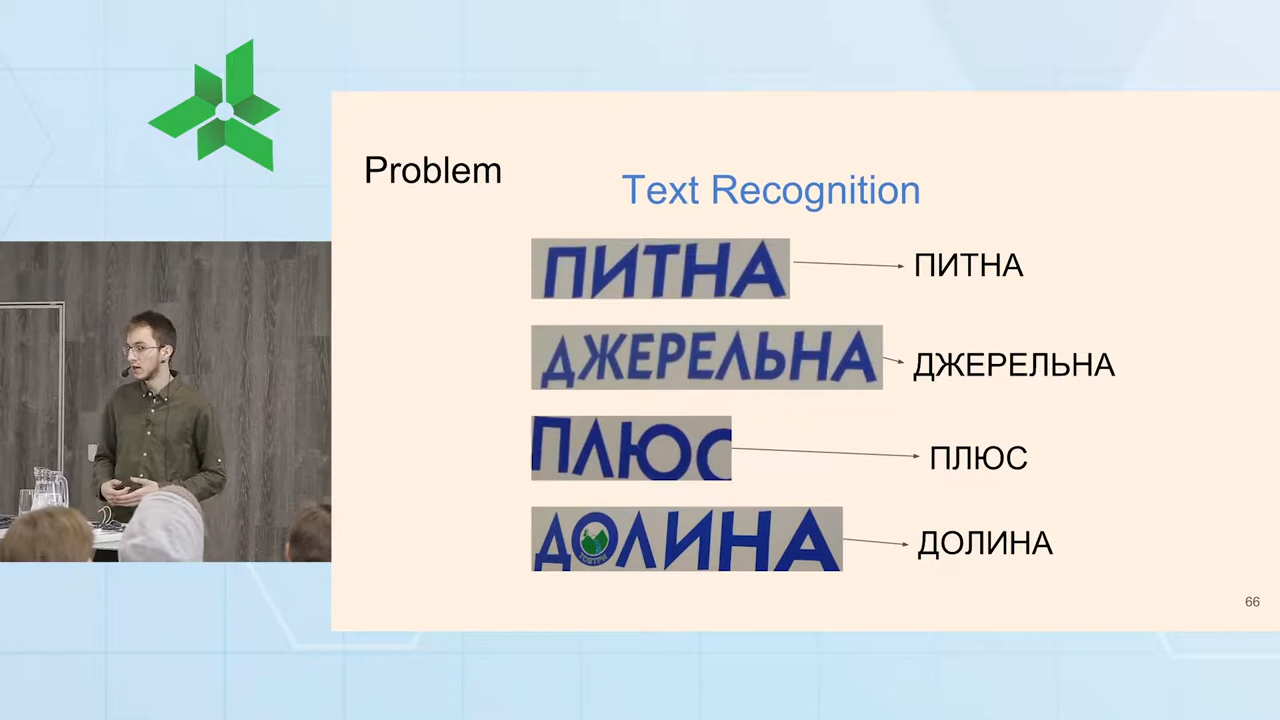 Problem
Text Recognition
ПИТНА
ПИТНА
ДЖЕРЕЛЬНА
ДЖЕРЕЛЬНА
ПЛЮС
ПЛЮС
ДОЛИНА
ДОЛИНА
66